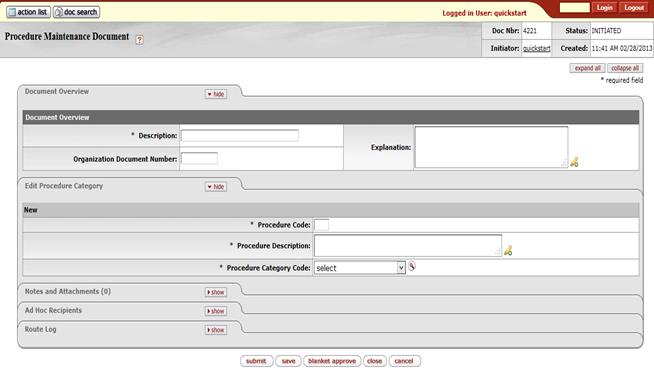 action list doc search
Logged in User: quickstart
Login Logout
Procedure Maintenance Document ?
Doc Nbr: 4221 Status: INITIATED
Initiator: quickstart Created: 11:41 AM 02/28/2013
expand all collapse all
* required field
Document Overview hide
Document Overview
* Description:
Explanation:
Organization Document Number:
Edit Procedure Category hide
New
* Procedure Code:
* Procedure Description:
* Procedure Category Code: select
Notes and Attachments (0) show
Ad Hoc Recipients show
Route Log show
submit save blanket approve close cancel